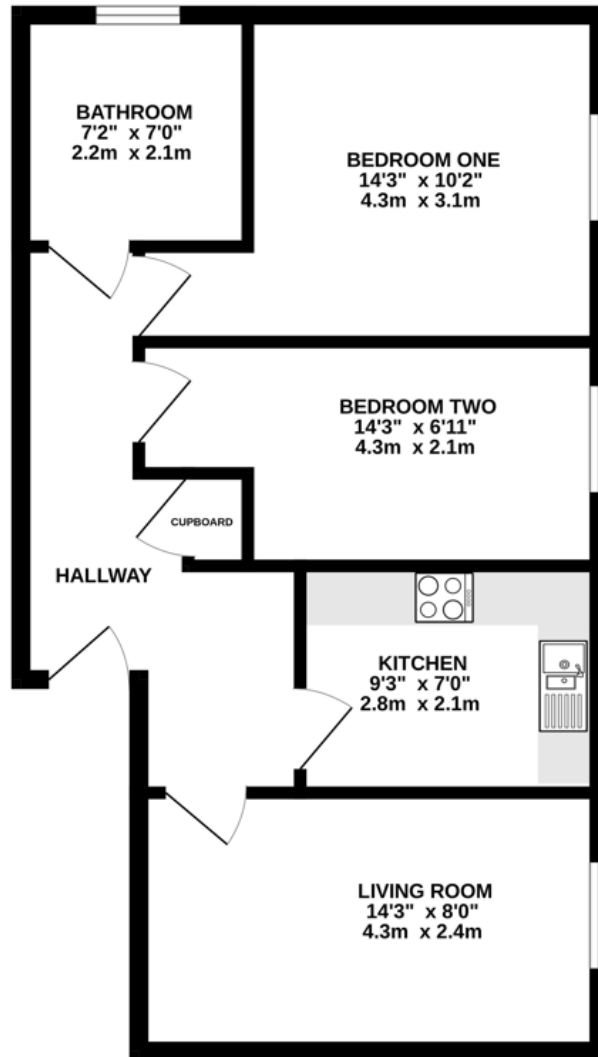 BATHROOM
7'2" x 7'0"
2.2m x 2.1m
BEDROOM ONE
14'3" x 10'2"
4.3m x 3.1m
BEDROOM TWO
14'3" x 6'11"
4.3m x 2.1m
CUPBOARD
HALLWAY
KITCHEN
9'3" x 7'0"
2.8m x 2.1m
LIVING ROOM
14'3" x 8'0"
4.3m x 2.4m